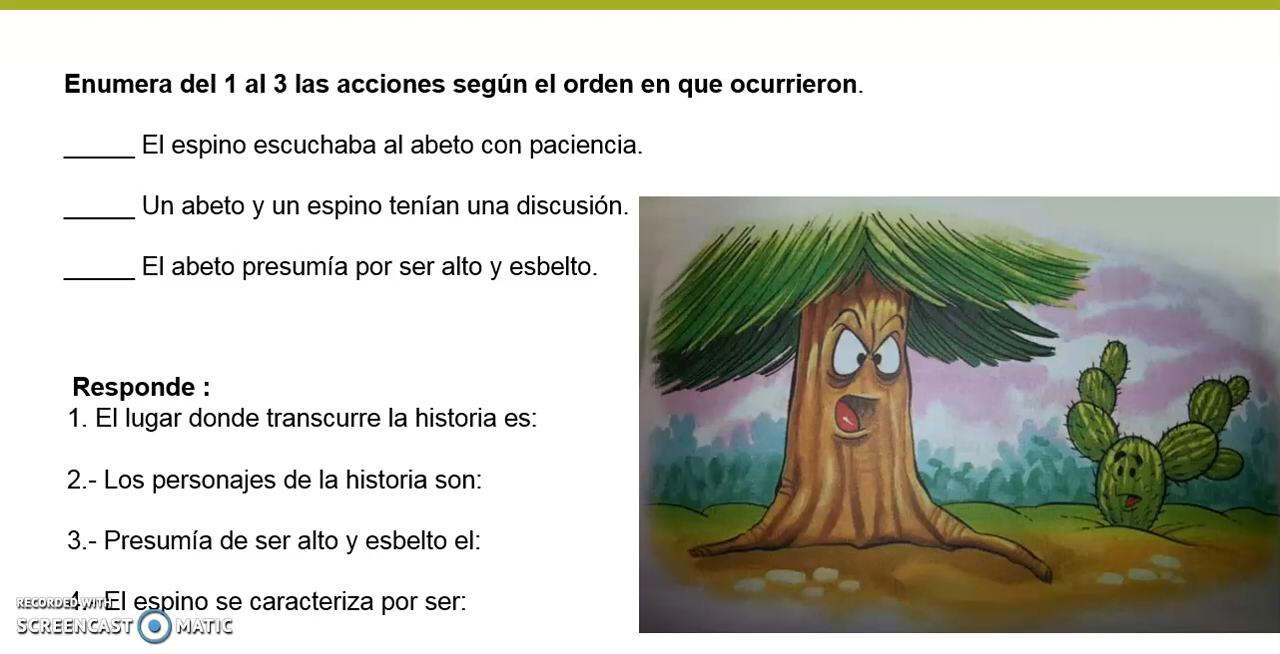 Enumera del 1 al 3 las acciones según el orden en que ocurrieron.
______ El espino escuchaba al abeto con paciencia.
______ Un abeto y un espino tenían una discusión.
______ El abeto presumía por ser alto y esbelto.
Responde :
1. El lugar donde transcurre la historia es:
2.- Los personajes de la historia son:
3.- Presumía de ser alto y esbelto el:
4.- El espino se caracteriza por ser:
RECORDED WITH
SCREENCAST MATIC